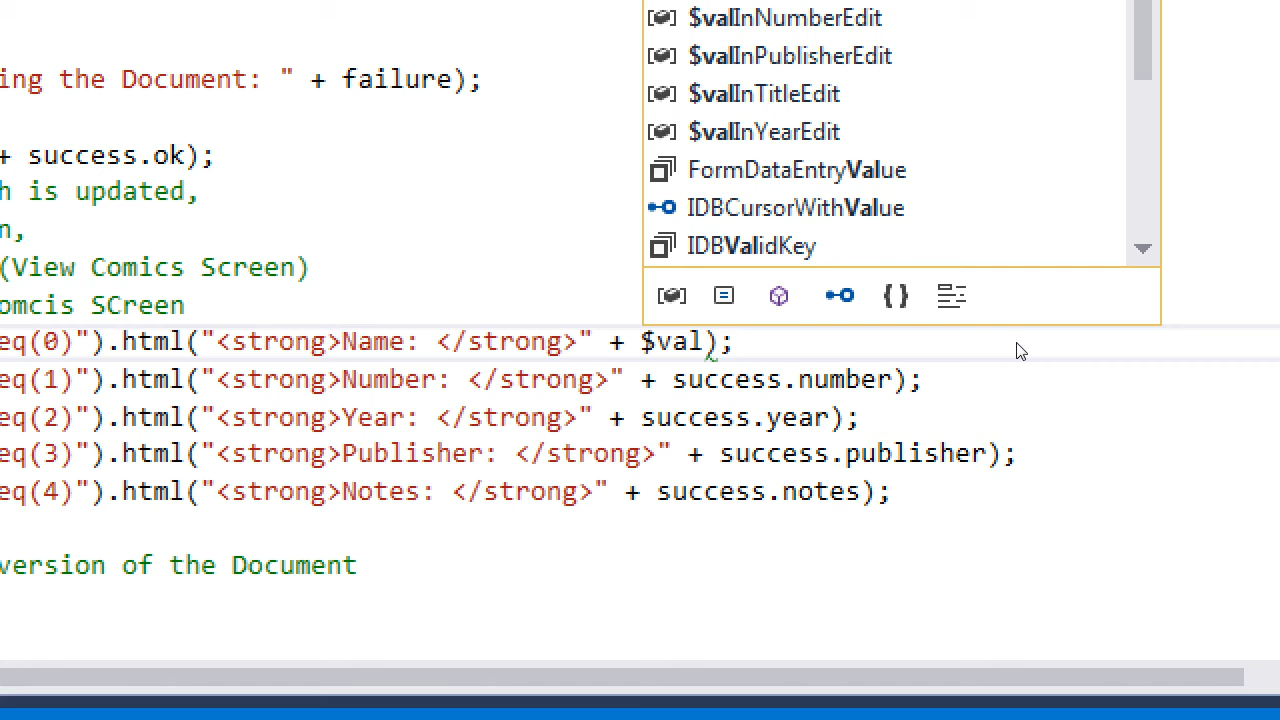 $valInNumberEdit
$valInPublisherEdit
ing the Document: " + failure);
$valInTitleEdit
$valInYearEdit
+ success.ok);
FormDataEntryValue
h is updated,
IDBCursorWithValue
n,
IDBValidKey
(View Comics Screen)
omcis SCreen
eq(0)").html("<strong>Name: </strong>" + $val);
eq(1)").html("<strong>Number: </strong>" + success.number);
eq(2)").html("<strong>Year: </strong>" + success.year);
eq(3)").html("<strong>Publisher: </strong>" + success.publisher);
eq(4)").html("<strong>Notes: </strong>" + success.notes);
version of the Document